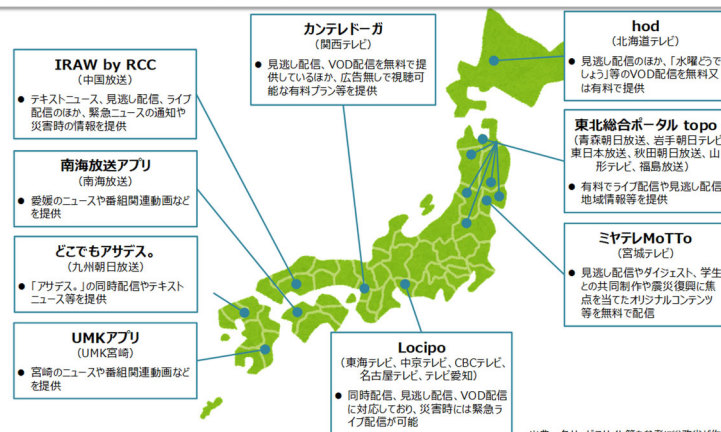 IRAW by RCC
(中国放送)
● テキストニュース、見逃し配信、ライブ
配信のほか、緊急ニュースの通知や
災害時の情報を提供
南海放送アプリ
(南海放送)
● 愛媛のニュースや番組関連動画など
を提供
どこでもアサデス。
(九州朝日放送)
● 「アサデス。」の同時配信やテキスト
ニュース等を提供
UMKアプリ
(UMK宮崎)
● 宮崎のニュースや番組関連動画など
を提供
カンテレドーガ
(関西テレビ)
● 見逃し配信、VOD配信を無料で提
供しているほか、広告無しで視聴可
能な有料プラン等を提供
Locipo
(東海テレビ、中京テレビ、CBCテレビ、
名古屋テレビ、テレビ愛知)
● 同時配信、見逃し配信、VOD配信
に対応しており、災害時には緊急ラ
イブ配信が可能
hod
(北海道テレビ)
● 見逃し配信のほか、「水曜どうで
しょう」等のVOD配信を無料又
は有料で提供
東北総合ポータル topo
(青森朝日放送、岩手朝日テレビ
東日本放送、秋田朝日放送、山
形テレビ、福島放送)
● 有料でライブ配信や見逃し配信
地域情報等を提供
ミヤテレMoTTo
(宮城テレビ)
● 見逃し配信やダイジェスト、学生
との共同制作や震災復興に焦
点を当てたオリジナルコンテンツ
等を無料で配信